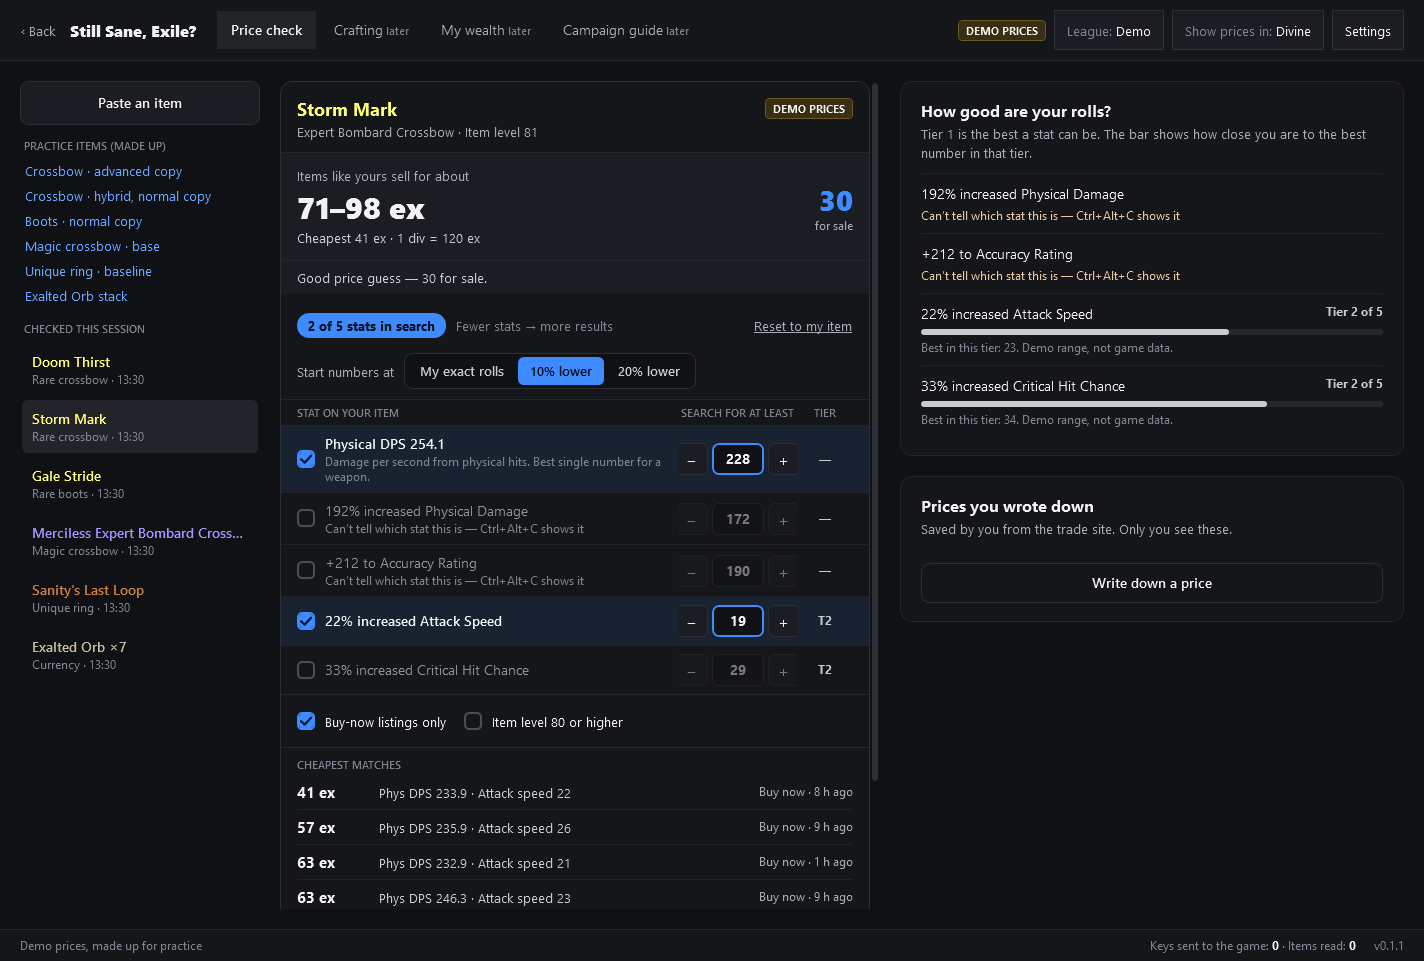 ‹ Back
Still Sane, Exile?
Price check
Crafting later
My wealth later
Campaign guide later
DEMO PRICES
League: Demo
Show prices in: Divine
Settings
Paste an item
PRACTICE ITEMS (MADE UP)
Crossbow · advanced copy
Crossbow · hybrid, normal copy
Boots · normal copy
Magic crossbow · base
Unique ring · baseline
Exalted Orb stack
CHECKED THIS SESSION
Doom Thirst
Rare crossbow · 13:30
Storm Mark
Rare crossbow · 13:30
Gale Stride
Rare boots · 13:30
Merciless Expert Bombard Cross...
Magic crossbow · 13:30
Sanity's Last Loop
Unique ring · 13:30
Exalted Orb ×7
Currency · 13:30
Storm Mark
DEMO PRICES
Expert Bombard Crossbow · Item level 81
Items like yours sell for about
71–98 ex
Cheapest 41 ex · 1 div = 120 ex
30
for sale
Good price guess — 30 for sale.
2 of 5 stats in search
Fewer stats → more results
Reset to my item
Start numbers at
My exact rolls
10% lower
20% lower
STAT ON YOUR ITEM
SEARCH FOR AT LEAST
TIER
Physical DPS 254.1
Damage per second from physical hits. Best single number for a
weapon.
– 228 +
—
192% increased Physical Damage
Can't tell which stat this is — Ctrl+Alt+C shows it
– 172 +
—
+212 to Accuracy Rating
Can't tell which stat this is — Ctrl+Alt+C shows it
– 190 +
—
22% increased Attack Speed
– 19 +
T2
33% increased Critical Hit Chance
– 29 +
T2
Buy-now listings only
Item level 80 or higher
CHEAPEST MATCHES
41 ex Phys DPS 233.9 · Attack speed 22 Buy now · 8 h ago
57 ex Phys DPS 235.9 · Attack speed 26 Buy now · 9 h ago
63 ex Phys DPS 232.9 · Attack speed 21 Buy now · 1 h ago
63 ex Phys DPS 246.3 · Attack speed 23 Buy now · 9 h ago
How good are your rolls?
Tier 1 is the best a stat can be. The bar shows how close you are to the best
number in that tier.
192% increased Physical Damage
Can't tell which stat this is — Ctrl+Alt+C shows it
+212 to Accuracy Rating
Can't tell which stat this is — Ctrl+Alt+C shows it
22% increased Attack Speed
Tier 2 of 5
Best in this tier: 23. Demo range, not game data.
33% increased Critical Hit Chance
Tier 2 of 5
Best in this tier: 34. Demo range, not game data.
Prices you wrote down
Saved by you from the trade site. Only you see these.
Write down a price
Demo prices, made up for practice
Keys sent to the game: 0 · Items read: 0
v0.1.1